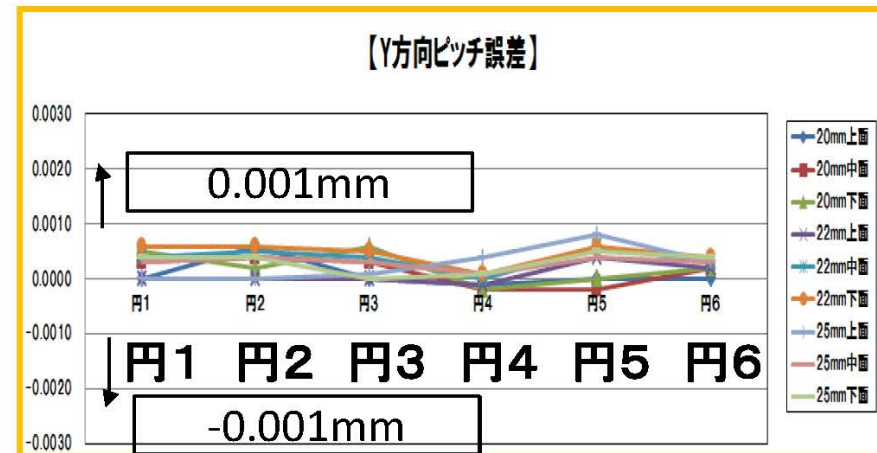 【Y方向ピッチ誤差】
0.0030
0.0020
0.0010
0.0000
-0.0010
-0.0020
-0.0030
0.001mm
円1 円2 円3 円4 円5 円6
円1 円2 円3 円4 円5 円6
-0.001mm
20mm上面
20mm中面
20mm下面
22mm上面
22mm中面
22mm下面
25mm上面
25mm中面
25mm下面